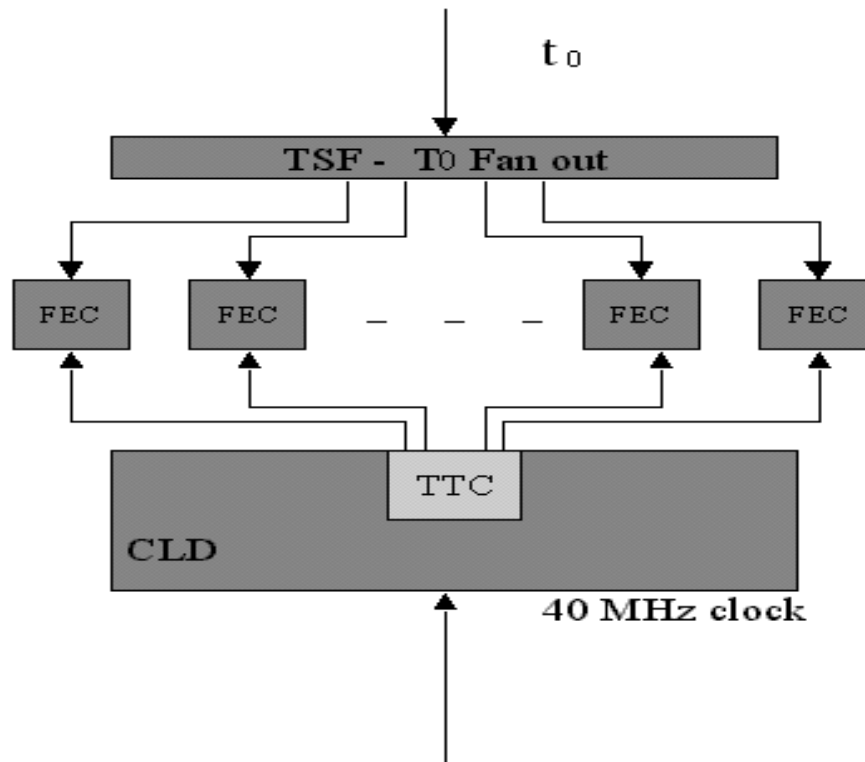 t0
TSF - T0 Fan out
FEC FEC _ _ _ FEC FEC
TTC
CLD
40 MHz clock